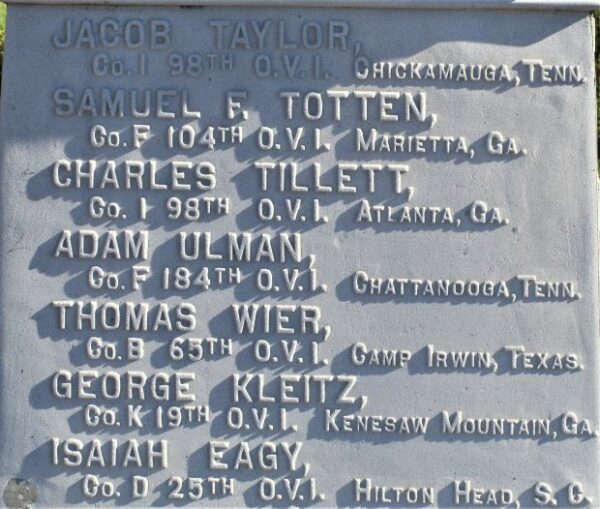 JACOB TAYLOR,
CO. I 98TH O.V.I. CHICKAMAUGA, TENN.
SAMUEL F. TOTTEN,
CO. F 104TH O.V.I. MARIETTA, GA.
CHARLES TILLETT,
CO. I 98TH O.V.I. ATLANTA, GA.
ADAM ULMAN,
CO. F 184TH O.V.I. CHATTANOOGA, TENN.
THOMAS WIER,
CO. B 65TH O.V.I. CAMP IRWIN, TEXAS.
GEORGE KLEITZ,
CO. K 19TH O.V.I. KENESAW MOUNTAIN, GA.
ISAIAH EAGY,
CO. D 25TH O.V.I. HILTON HEAD, S. C.